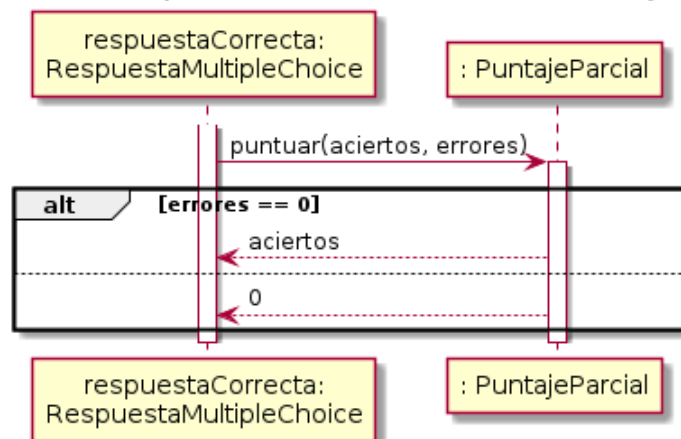 respuestaCorrecta:
RespuestaMultipleChoice
: PuntajeParcial
puntuar(aciertos, errores)
alt
[errores == 0]
aciertos
0
respuestaCorrecta:
RespuestaMultipleChoice
: PuntajeParcial